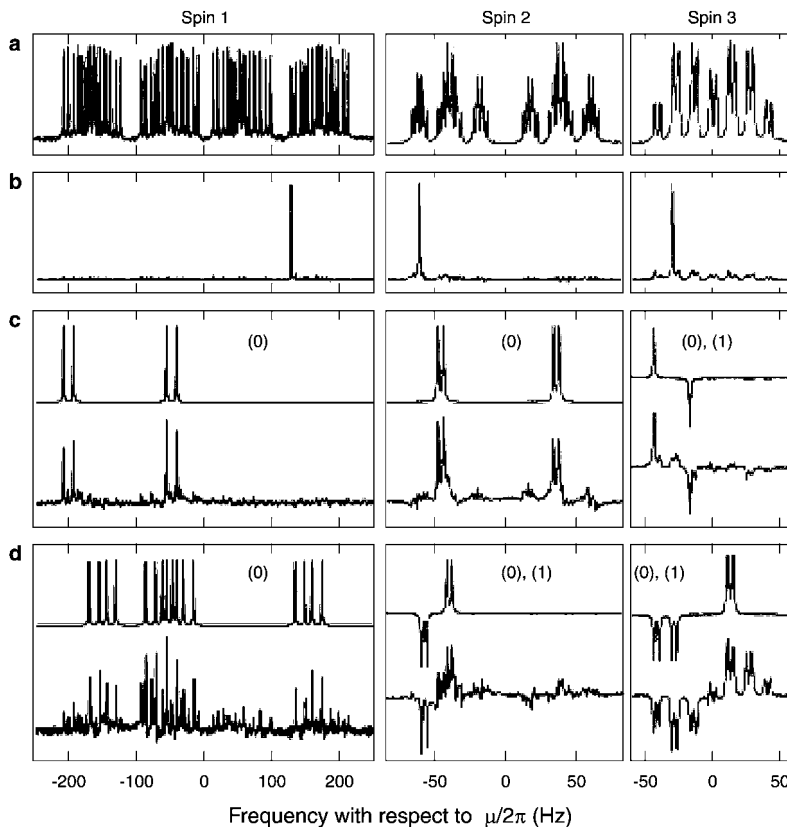 Spin 1 Spin 2 Spin 3
a
b
c (0) (0) (0), (1)
d (0) (0), (1) (0), (1)
-200 -100 0 100 200 -50 0 50 -50 0 50
Frequency with respect to μ/2π (Hz)